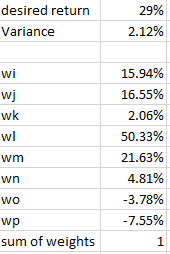 desired return 29%
Variance 2.12%
wi 15.94%
wj 16.55%
wk 2.06%
wl 50.33%
wm 21.63%
wn 4.81%
wo -3.78%
wp -7.55%
sum of weights 1